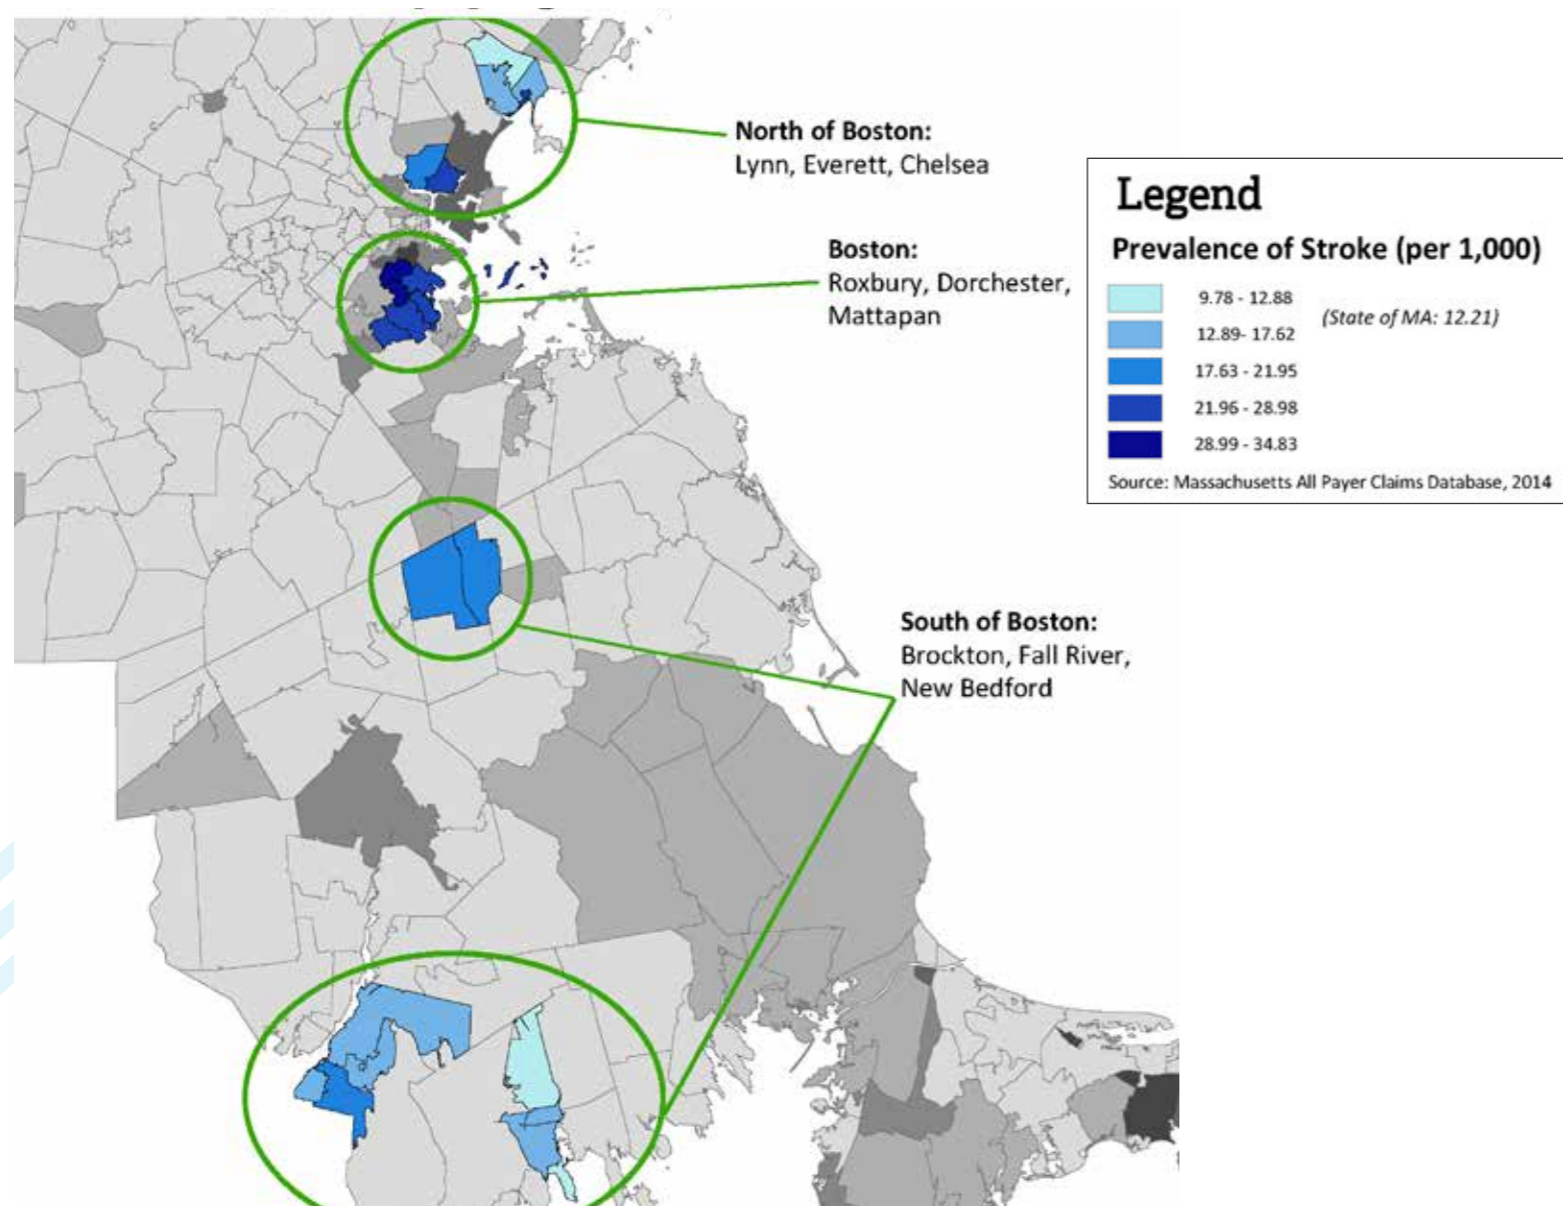 North of Boston:
Lynn, Everett, Chelsea
Boston:
Roxbury, Dorchester,
Mattapan
Legend
Prevalence of Stroke (per 1,000)
9.78 - 12.88
(State of MA: 12.21)
12.89- 17.62
17.63 - 21.95
21.96 - 28.98
28.99 - 34.83
Source: Massachusetts All Payer Claims Database, 2014
South of Boston:
Brockton, Fall River,
New Bedford